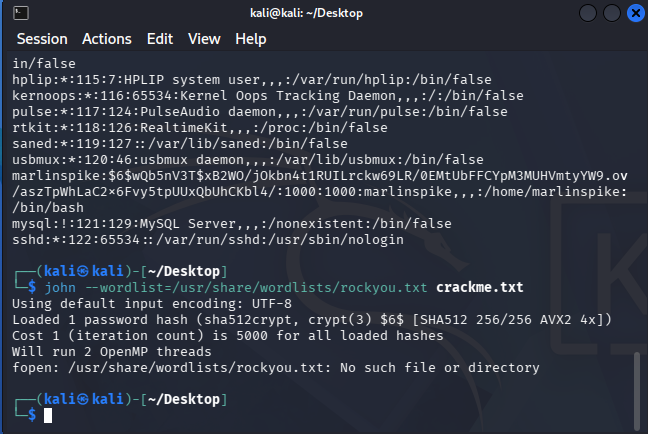 kali@kali: ~/Desktop
Session Actions Edit View Help
in/false
hplip:*:115:7:HPLIP system user,,,:/var/run/hplip:/bin/false
kernoops:*:116:65534:Kernel Oops Tracking Daemon,,,:/:/bin/false
pulse:*:117:124:PulseAudio daemon,,,:/var/run/pulse:/bin/false
rtkit:*:118:126:RealtimeKit,,,:/proc:/bin/false
saned:*:119:127::/var/lib/saned:/bin/false
usbmux:*:120:46:usbmux daemon,,,:/var/lib/usbmux:/bin/false
marlinspike:$6$wQb5nV3T$xB2WO/jOkbn4t1RUILrckw69LR/0EMtUbFFCYpM3MUHVmtyYW9.ov
/aszTpWhLaC2×6Fvy5tpUUxQbUhCKbl4/:1000:1000:marlinspike,,,:/home/marlinspike:
/bin/bash
mysql:!:121:129:MySQL Server,,,:/nonexistent:/bin/false
sshd:*:122:65534::/var/run/sshd:/usr/sbin/nologin
┌──(kali㉿kali)-[~/Desktop]
└─$ john --wordlist=/usr/share/wordlists/rockyou.txt crackme.txt
Using default input encoding: UTF-8
Loaded 1 password hash (sha512crypt, crypt(3) $6$ [SHA512 256/256 AVX2 4x])
Cost 1 (iteration count) is 5000 for all loaded hashes
Will run 2 OpenMP threads
fopen: /usr/share/wordlists/rockyou.txt: No such file or directory
┌──(kali㉿kali)-[~/Desktop]
└─$